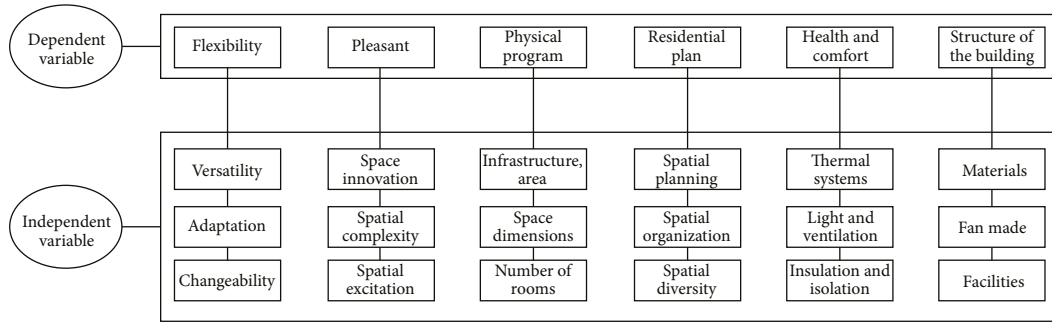 Dependent
variable
Flexibility
Pleasant
Physical
program
Residential
plan
Health and
comfort
Structure of
the building
Independent
variable
Versatility
Space
innovation
Infrastructure,
area
Spatial
planning
Thermal
systems
Materials
Adaptation
Spatial
complexity
Space
dimensions
Spatial
organization
Light and
ventilation
Fan made
Changeability
Spatial
excitation
Number of
rooms
Spatial
diversity
Insulation and
isolation
Facilities